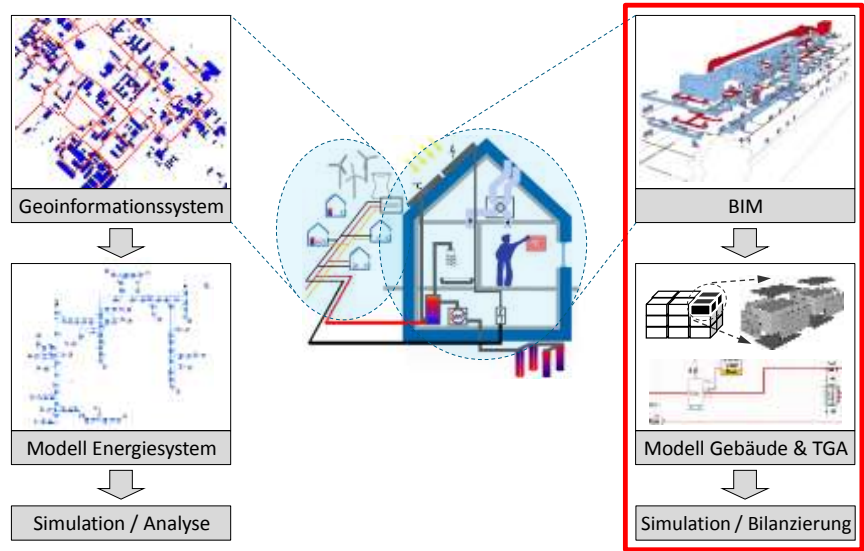 Geoinformationssystem
Modell Energiesystem
Simulation / Analyse
BIM
Modell Gebäude & TGA
Simulation / Bilanzierung